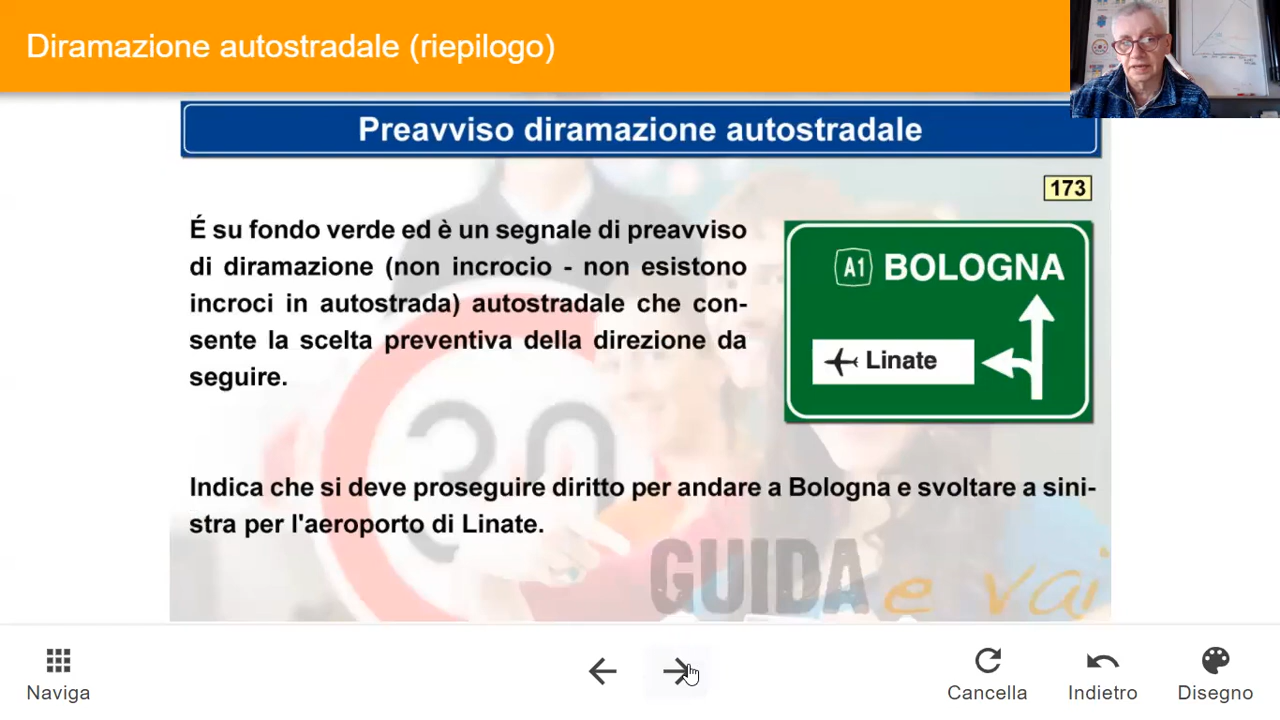 Diramazione autostradale (riepilogo)
Preavviso diramazione autostradale
173
É su fondo verde ed è un segnale di preavviso
di diramazione (non incrocio - non esistono
incroci in autostrada) autostradale che con-
sente la scelta preventiva della direzione da
seguire.
A1 BOLOGNA
Linate
Indica che si deve proseguire diritto per andare a Bologna e svoltare a sini-
stra per l'aeroporto di Linate.
30
GUIDA e vai
Naviga
Cancella
Indietro
Disegno